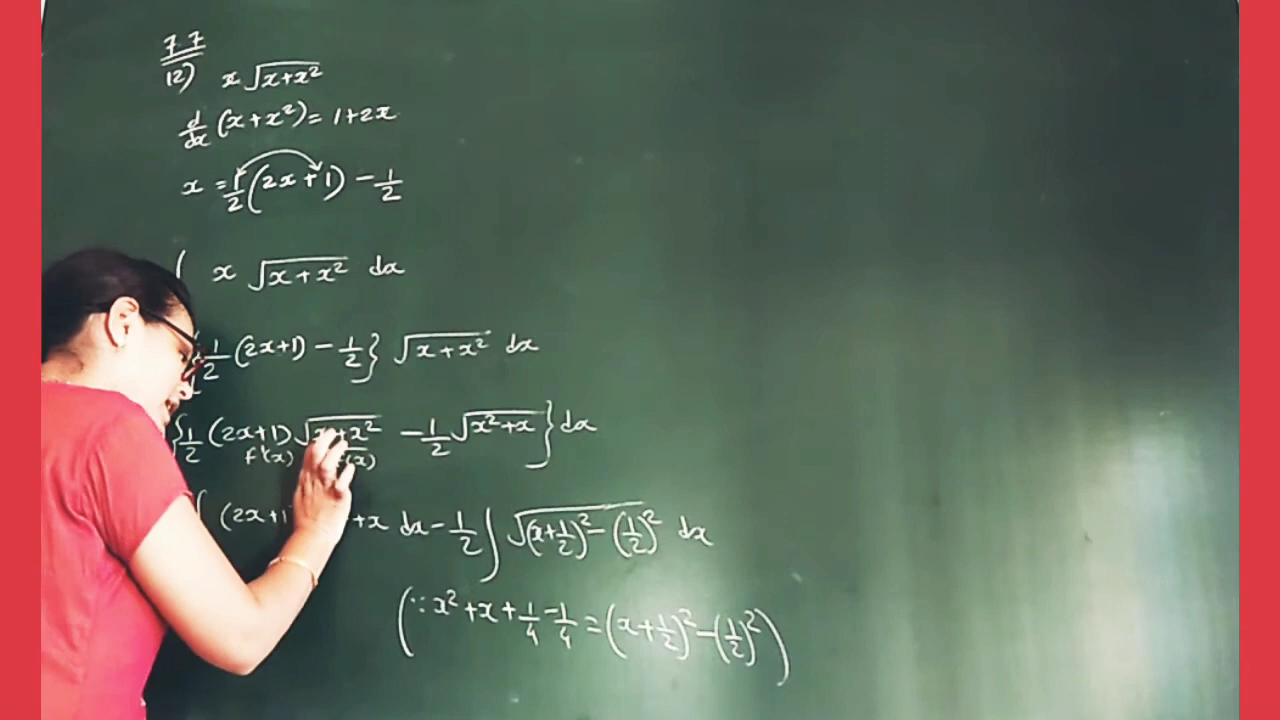 7.7
12) x √x+x²
d/dx (x+x²) = 1+2x
x = 1/2 (2x+1) - 1/2
∫ x √x+x² dx
{1/2 (2x+1) - 1/2} √x+x² dx
{1/2 (2x+1) √x+x² - 1/2 √x²+x} dx
f'(x) f(x)
∫ (2x+1) +x dx - 1/2 ∫ √(x+1/2)² - (1/2)² dx
(∵ x²+x+1/4 - 1/4 = (x+1/2)² - (1/2)²)